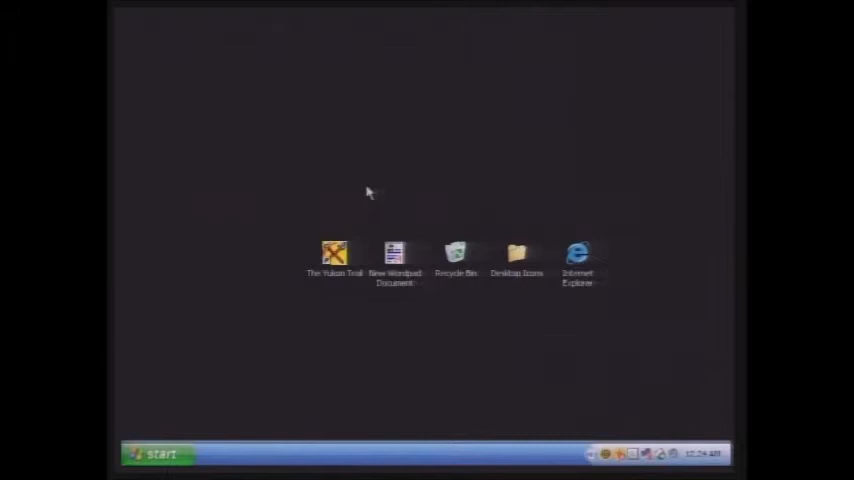 The Yukon Trail
New Wordpad Document
Recycle Bin
Desktop Icons
Internet Explorer
start